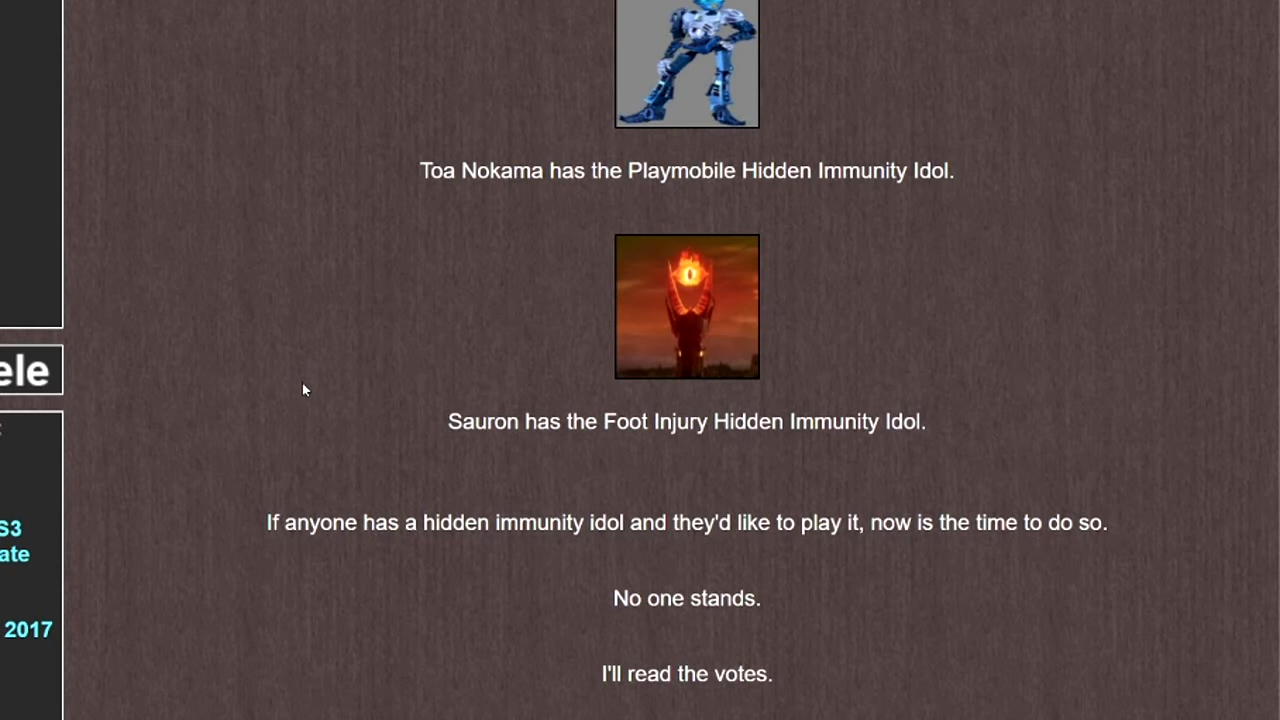 Toa Nokama has the Playmobile Hidden Immunity Idol.
Sauron has the Foot Injury Hidden Immunity Idol.
If anyone has a hidden immunity idol and they'd like to play it, now is the time to do so.
No one stands.
I'll read the votes.
ele
S3
ate
2017